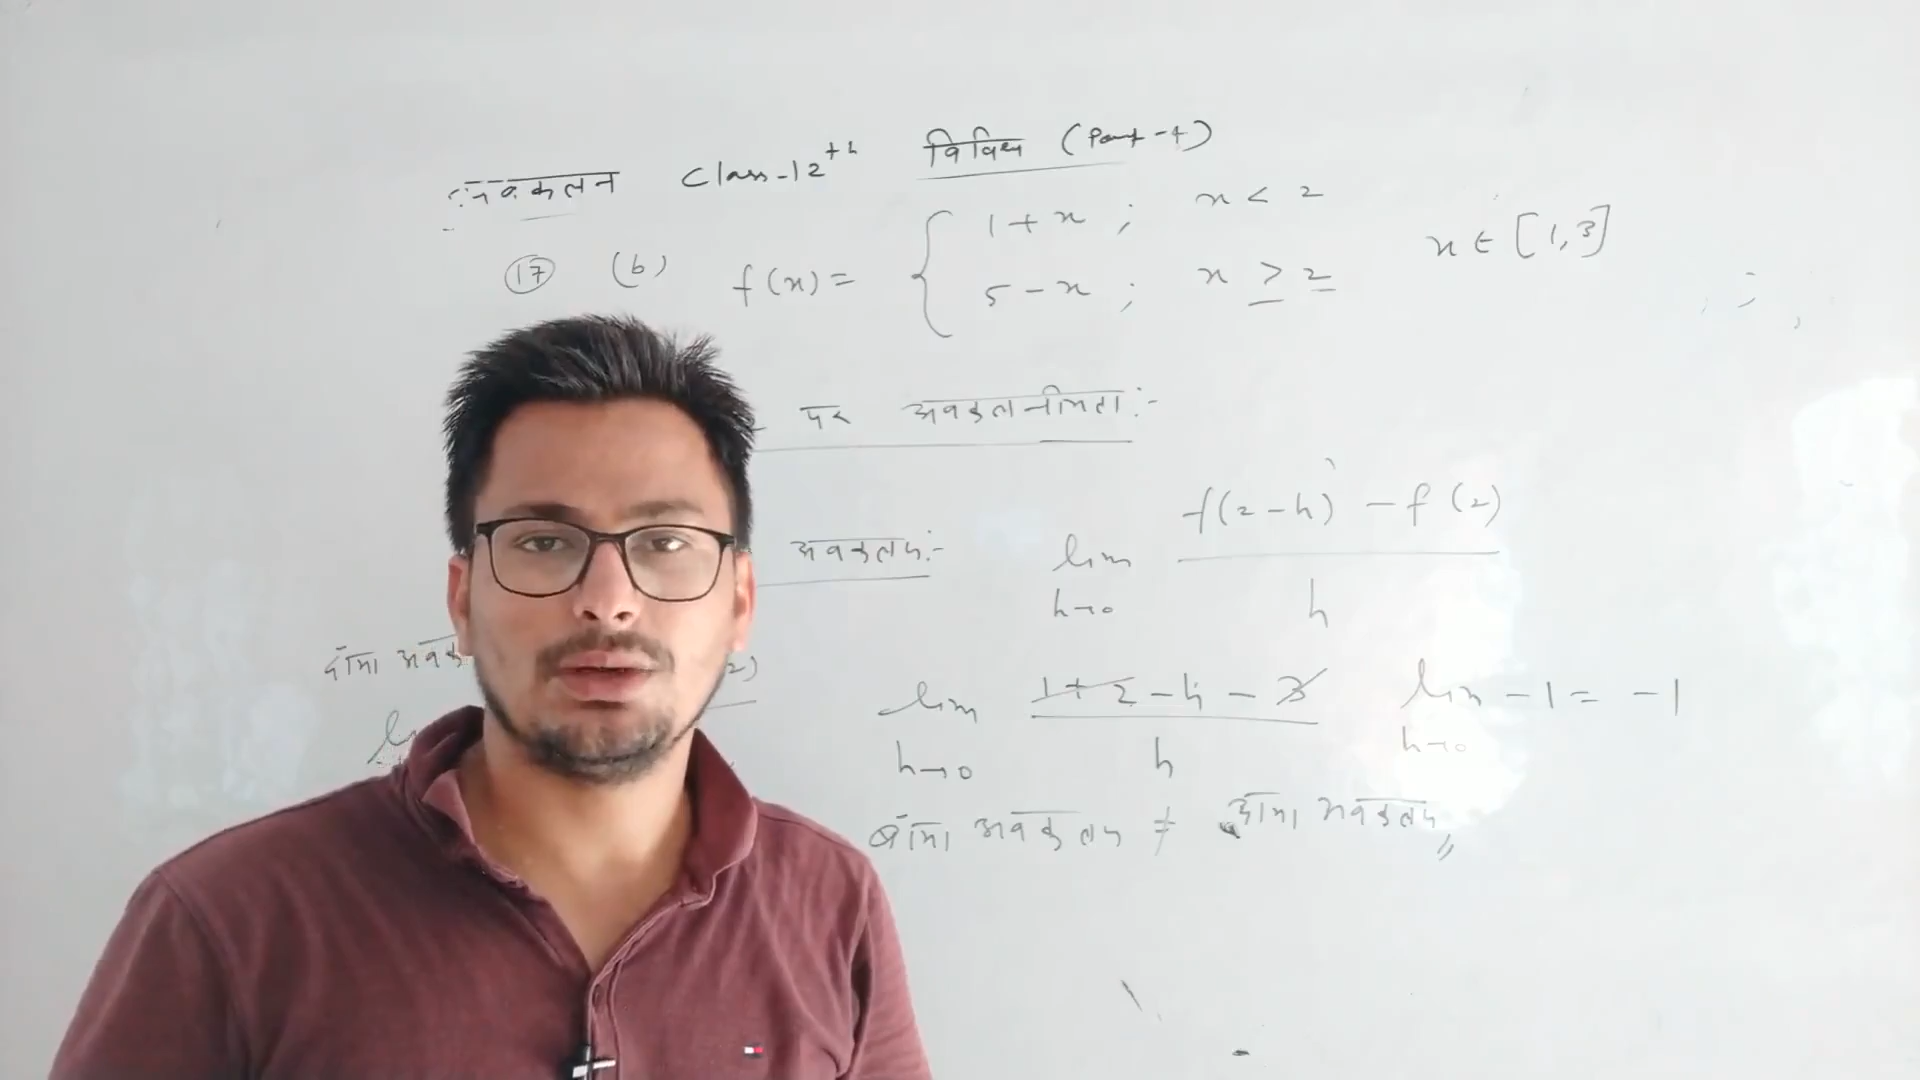 अवकलन Class-12th विविध (Part-4)
f(x) = { 1 + x ; x < 2
x ∈ [1,3]
17 (b) 5 - x ; x ≥ 2
पर अवकलनीयता:-
अवकलज:- lim h→0 f(2-h) - f(2) / h
दांया अवक 2)
lim h→0 1+2-h-3 / h lim h→0 -1 = -1
बांया अवकलज ≠ दांया अवकलज